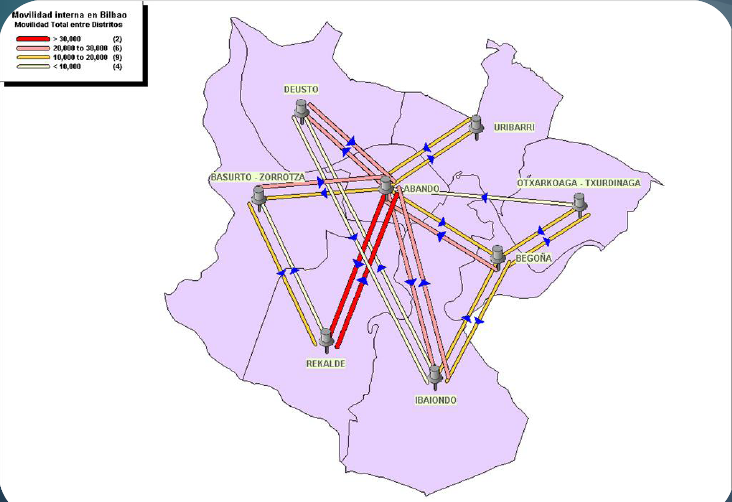 Movilidad interna en Bilbao
Movilidad Total entre Distritos
> 30,000 (2)
20,000 to 30,000 (6)
10,000 to 20,000 (9)
< 10,000 (4)
DEUSTO
URIBARRI
BASURTO - ZORROTZA
ABANDO
OTXARKOAGA - TXURDINAGA
BEGOÑA
REKALDE
IBAIONDO